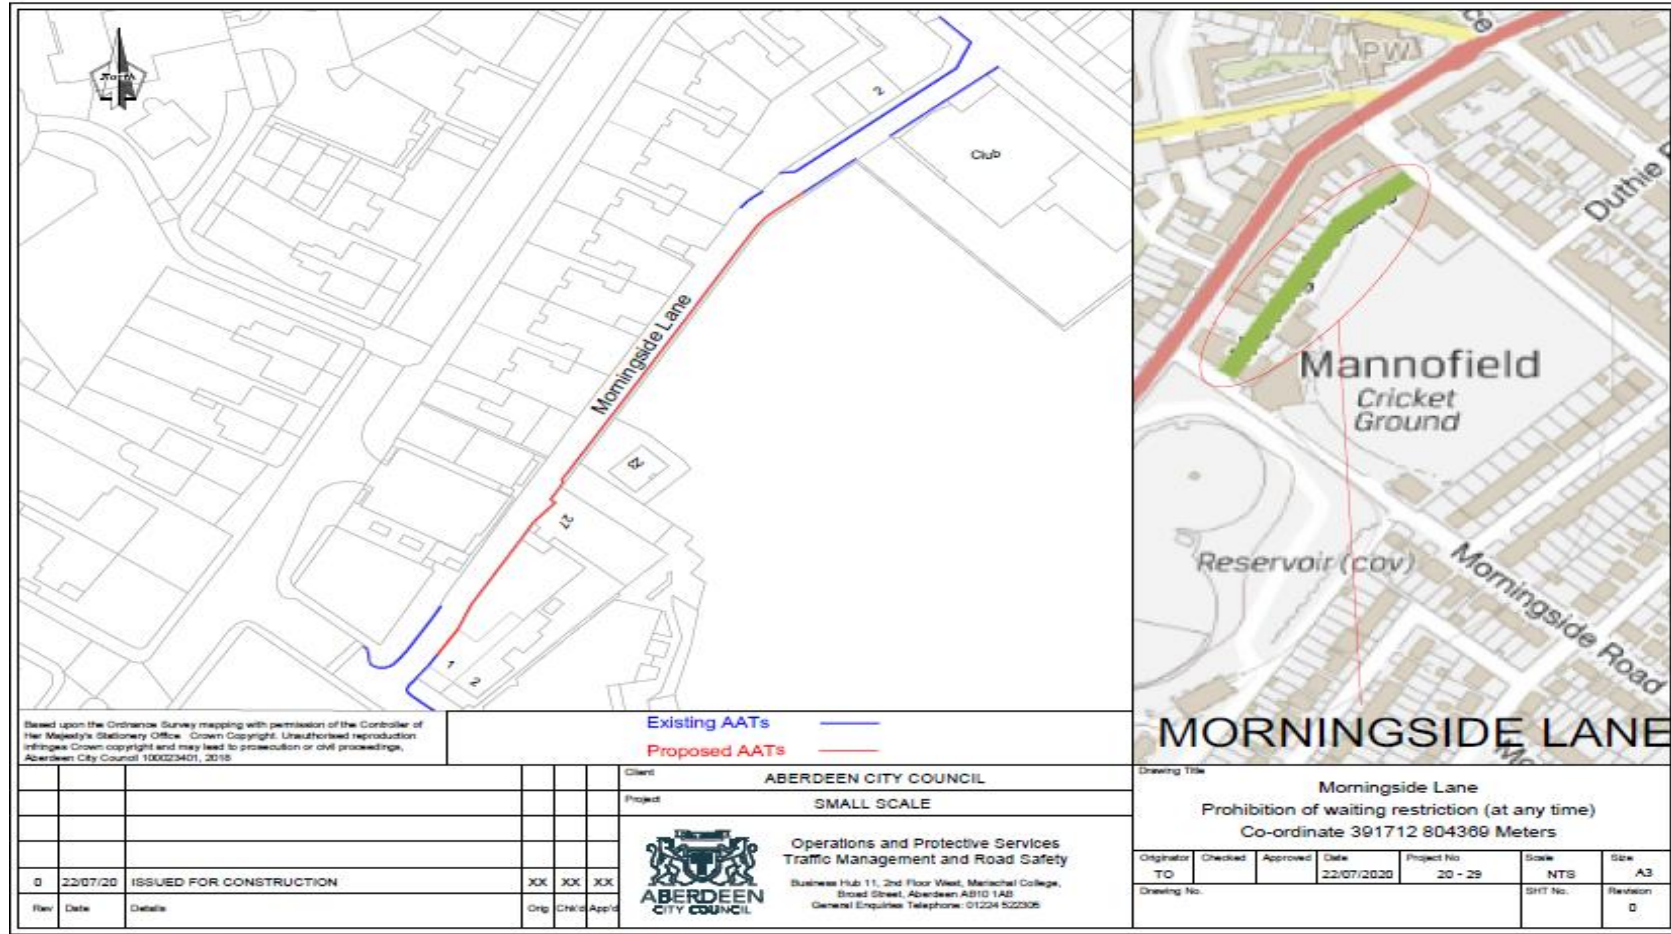 North
2
Club
Morningside Lane
23
27
1
2
PW
Duthie
Mannofield
Cricket
Ground
Reservoir (cov)
Morningside Road
MORNINGSIDE LANE
Based upon the Ordnance Survey mapping with permission of the Controller of
Her Majesty's Stationery Office Crown Copyright. Unauthorised reproduction
infringes Crown copyright and may lead to prosecution or civil proceedings,
Aberdeen City Council 100023401, 2018
Existing AATs
Proposed AATs
Client
ABERDEEN CITY COUNCIL
Project
SMALL SCALE
Operations and Protective Services
Traffic Management and Road Safety
Business Hub 11, 2nd Floor West, Marischal College,
Broad Street, Aberdeen AB10 1AB
General Enquiries Telephone: 01224 522305
ABERDEEN
CITY COUNCIL
0 22/07/20 ISSUED FOR CONSTRUCTION XX XX XX
Rev Date Details Orig Chk'd App'd
Drawing Title
Morningside Lane
Prohibition of waiting restriction (at any time)
Co-ordinate 391712 804369 Meters
Originator Checked Approved Date Project No Scale Size
TO 22/07/2020 20 - 29 NTS A3
Drawing No. SHT No. Revision
0